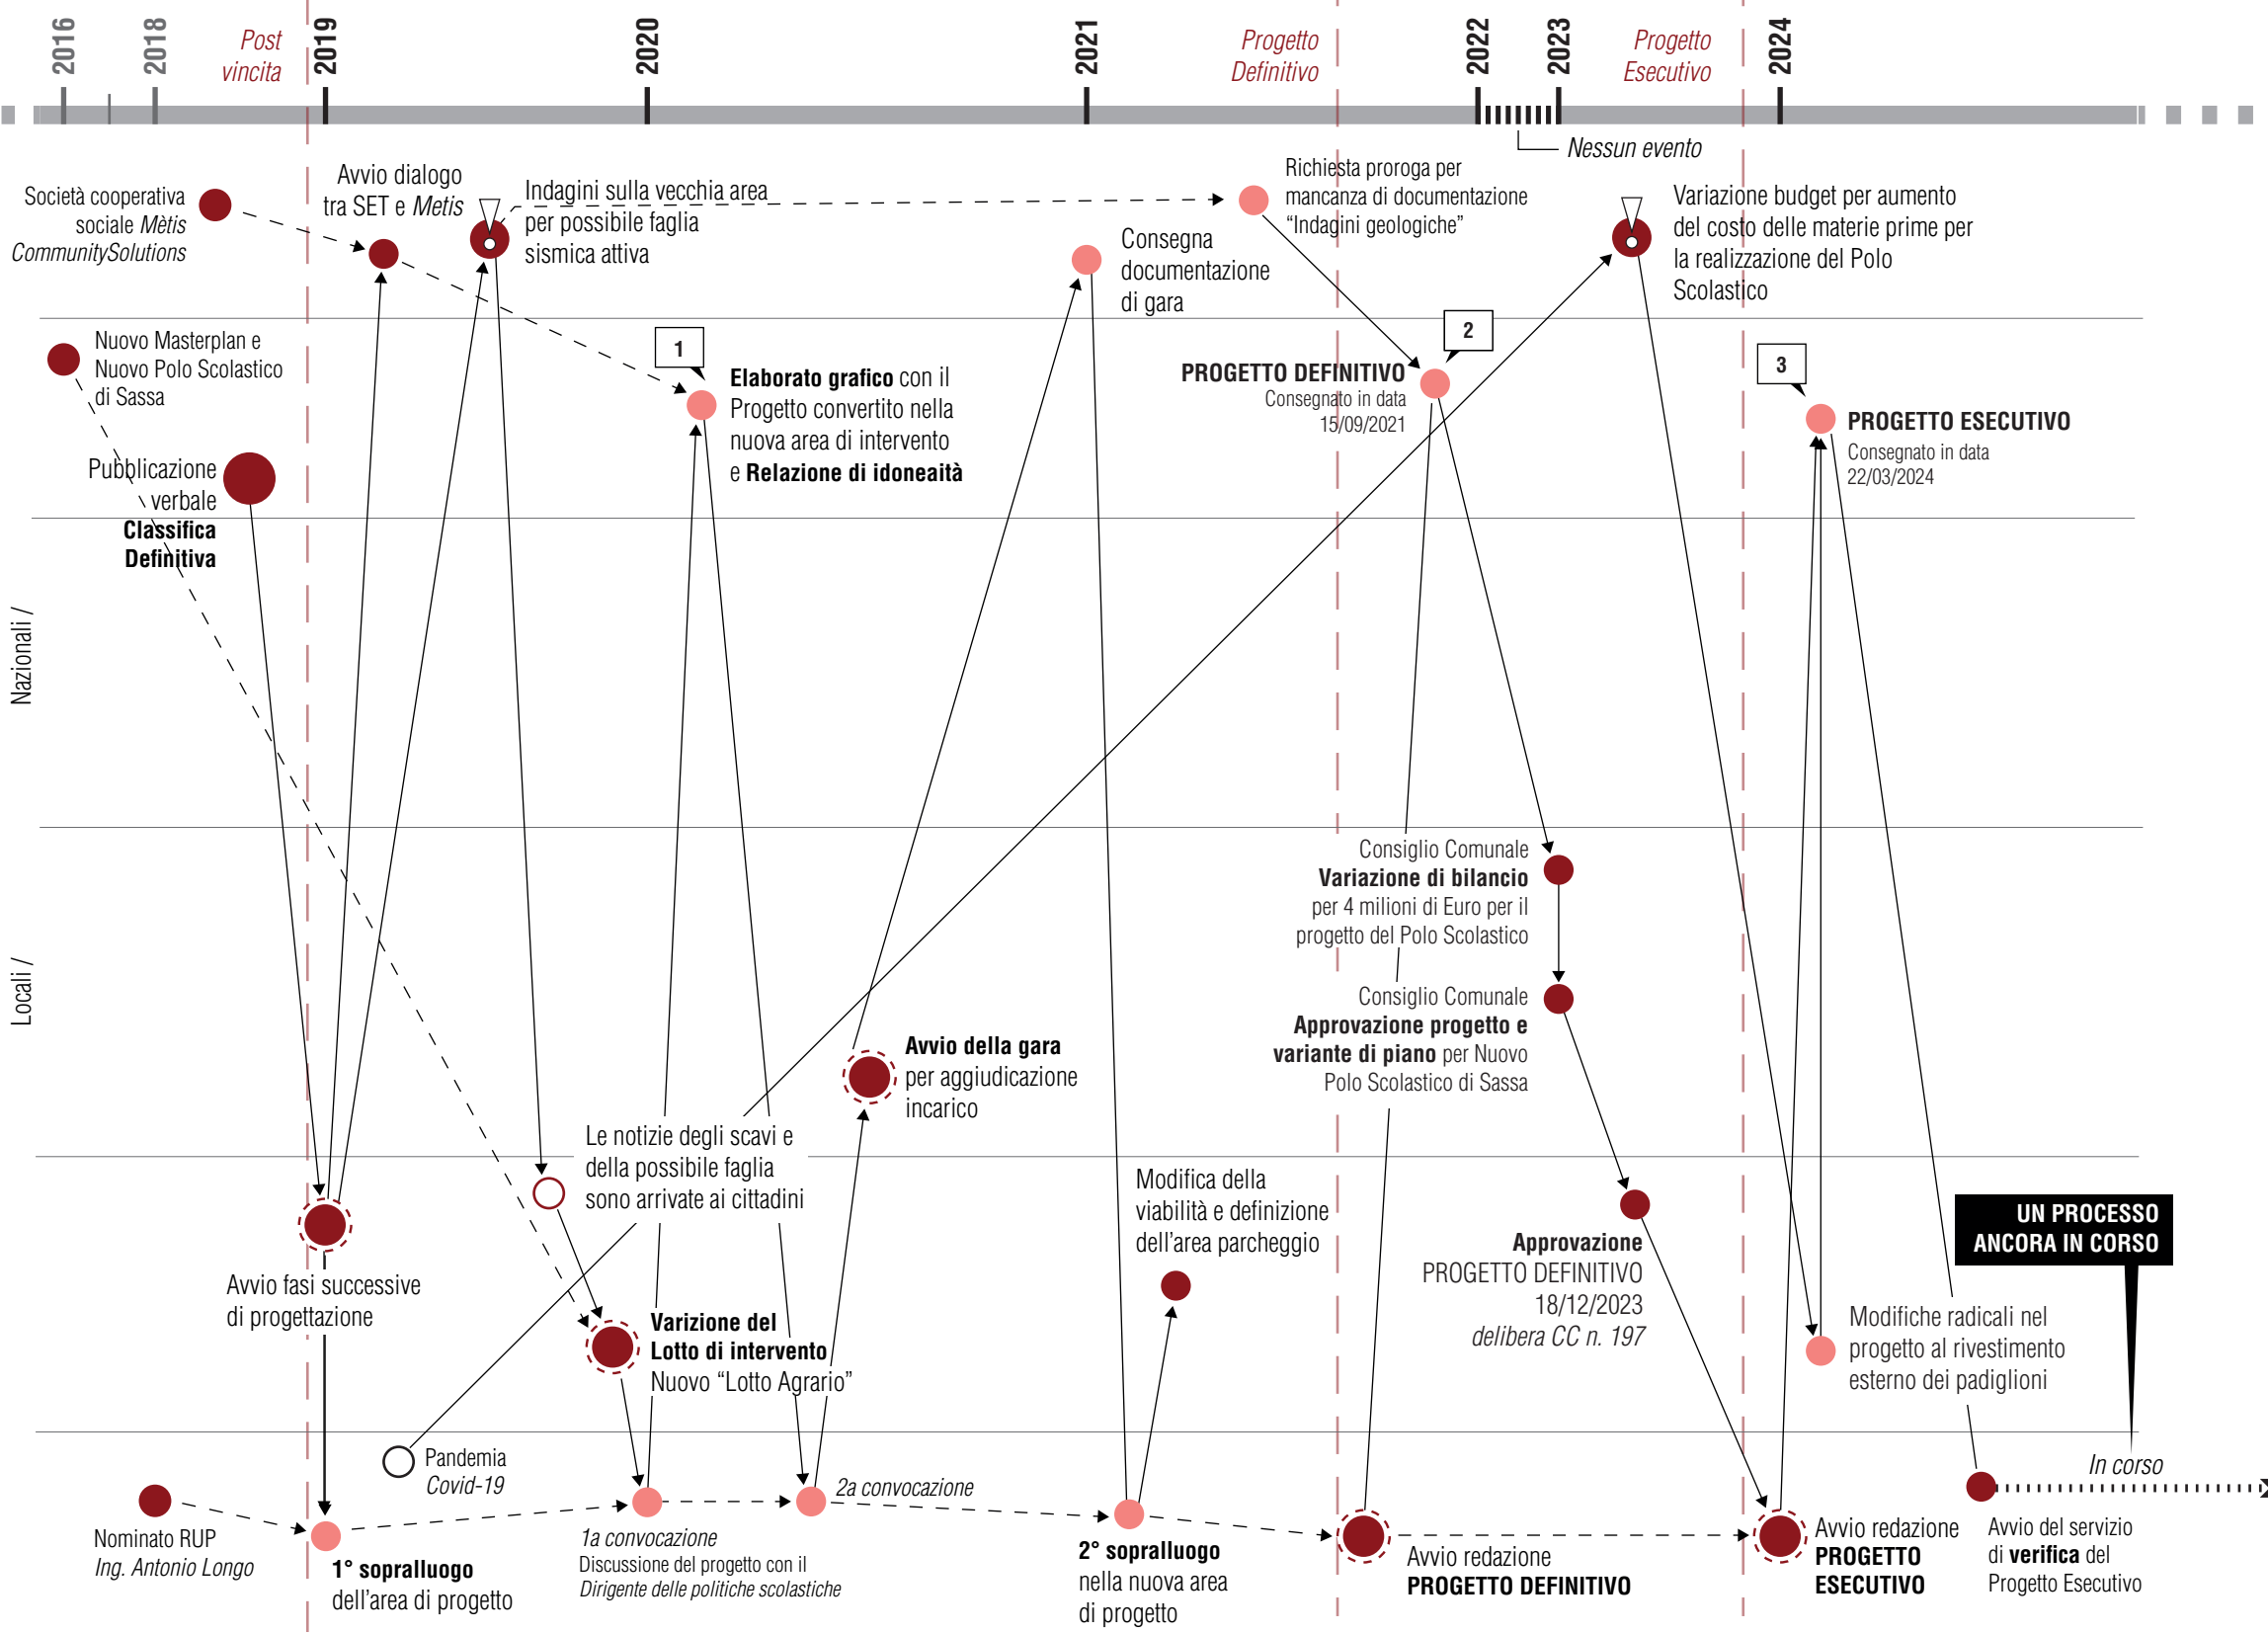 2016
2018
Post
vincita
2019
2020
2021
Progetto
Definitivo
2022
2023
Progetto
Esecutivo
2024
Nessun evento
Società cooperativa
sociale Mètis
CommunitySolutions
Avvio dialogo
tra SET e Metis
Indagini sulla vecchia area
per possibile faglia
sismica attiva
Consegna
documentazione
di gara
Richiesta proroga per
mancanza di documentazione
“Indagini geologiche”
Variazione budget per aumento
del costo delle materie prime per
la realizzazione del Polo
Scolastico
Nuovo Masterplan e
Nuovo Polo Scolastico
di Sassa
Pubblicazione
verbale
Classifica
Definitiva
1
Elaborato grafico con il
Progetto convertito nella
nuova area di intervento
e Relazione di idoneaità
2
PROGETTO DEFINITIVO
Consegnato in data
15/09/2021
3
PROGETTO ESECUTIVO
Consegnato in data
22/03/2024
Nazionali /
Locali /
Consiglio Comunale
Variazione di bilancio
per 4 milioni di Euro per il
progetto del Polo Scolastico
Consiglio Comunale
Approvazione progetto e
variante di piano per Nuovo
Polo Scolastico di Sassa
Avvio della gara
per aggiudicazione
incarico
Le notizie degli scavi e
della possibile faglia
sono arrivate ai cittadini
Modifica della
viabilità e definizione
dell’area parcheggio
Avvio fasi successive
di progettazione
Varizione del
Lotto di intervento
Nuovo “Lotto Agrario”
Approvazione
PROGETTO DEFINITIVO
18/12/2023
delibera CC n. 197
UN PROCESSO
ANCORA IN CORSO
Modifiche radicali nel
progetto al rivestimento
esterno dei padiglioni
Pandemia
Covid-19
In corso
Nominato RUP
Ing. Antonio Longo
1° sopralluogo
dell’area di progetto
1a convocazione
Discussione del progetto con il
Dirigente delle politiche scolastiche
2a convocazione
2° sopralluogo
nella nuova area
di progetto
Avvio redazione
PROGETTO DEFINITIVO
Avvio redazione
PROGETTO
ESECUTIVO
Avvio del servizio
di verifica del
Progetto Esecutivo